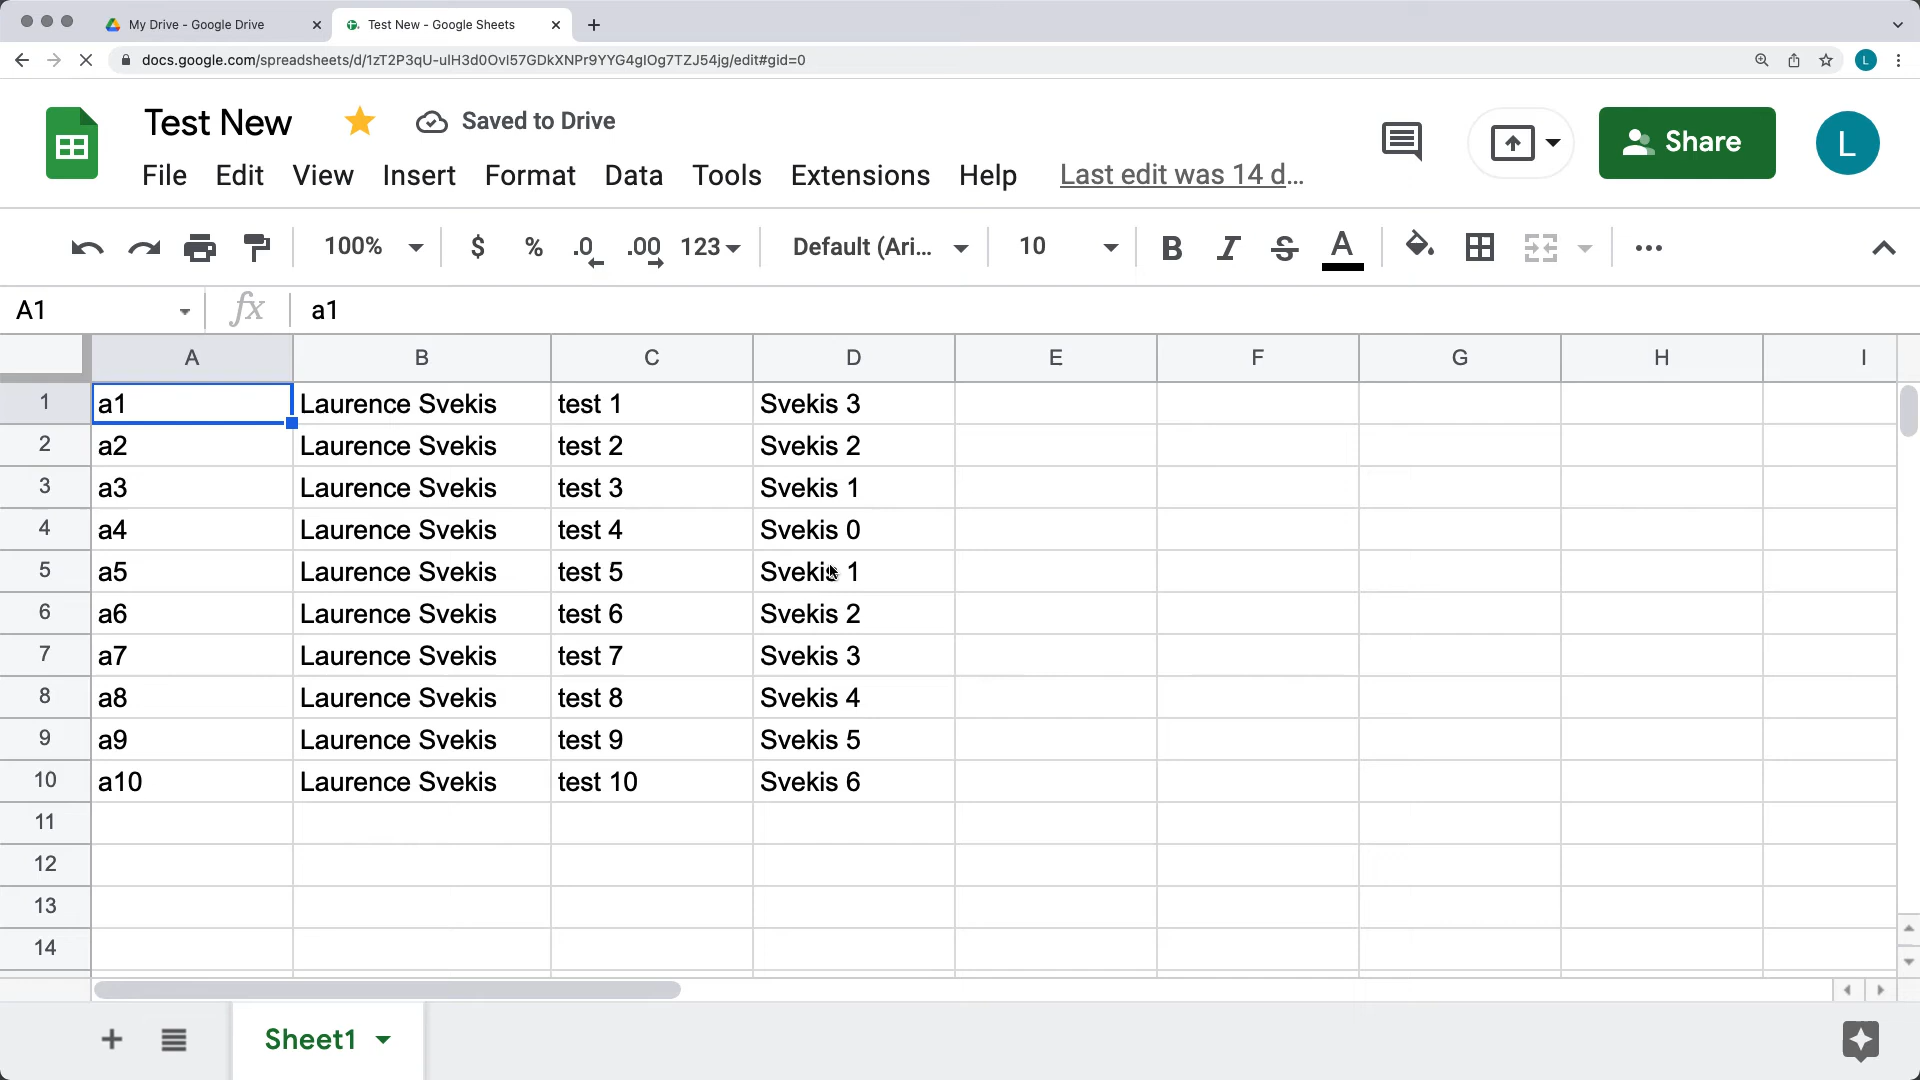 My Drive - Google Drive
Test New - Google Sheets
docs.google.com/spreadsheets/d/1zT2P3qU-uIH3d0OvI57GDkXNPr9YYG4gIOg7TZJ54jg/edit#gid=0
L
Test New
Saved to Drive
Share
L
File Edit View Insert Format Data Tools Extensions Help Last edit was 14 d...
100% $ % .0 .00 123 Default (Ari... 10 B I S A
A1 fx a1
A B C D E F G H I
1 a1 Laurence Svekis test 1 Svekis 3
2 a2 Laurence Svekis test 2 Svekis 2
3 a3 Laurence Svekis test 3 Svekis 1
4 a4 Laurence Svekis test 4 Svekis 0
5 a5 Laurence Svekis test 5 Svekis 1
6 a6 Laurence Svekis test 6 Svekis 2
7 a7 Laurence Svekis test 7 Svekis 3
8 a8 Laurence Svekis test 8 Svekis 4
9 a9 Laurence Svekis test 9 Svekis 5
10 a10 Laurence Svekis test 10 Svekis 6
11
12
13
14
Sheet1